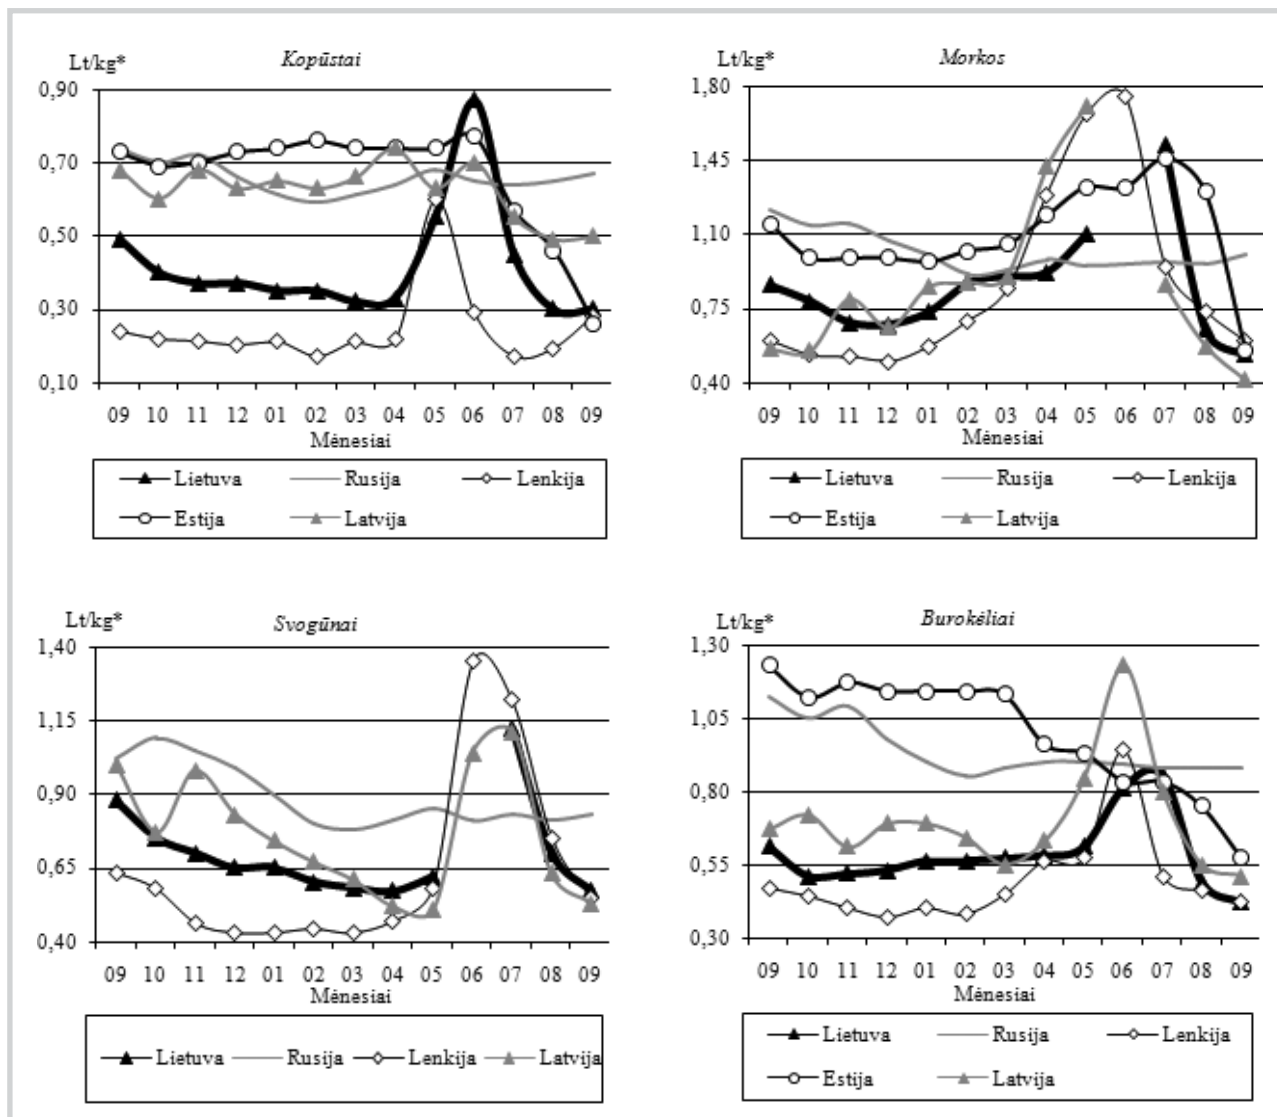 Lt/kg*
Kopūstai
0,90
0,70
0,50
0,30
0,10
09 10 11 12 01 02 03 04 05 06 07 08 09
Mėnesiai
Lietuva Rusija Lenkija
Estija Latvija
Lt/kg*
Morkos
1,80
1,45
1,10
0,75
0,40
09 10 11 12 01 02 03 04 05 06 07 08 09
Mėnesiai
Lietuva Rusija Lenkija
Estija Latvija
Lt/kg*
Svogūnai
1,40
1,15
0,90
0,65
0,40
09 10 11 12 01 02 03 04 05 06 07 08 09
Mėnesiai
Lietuva Rusija Lenkija Latvija
Lt/kg*
Burokėliai
1,30
1,05
0,80
0,55
0,30
09 10 11 12 01 02 03 04 05 06 07 08 09
Mėnesiai
Lietuva Rusija Lenkija
Estija Latvija